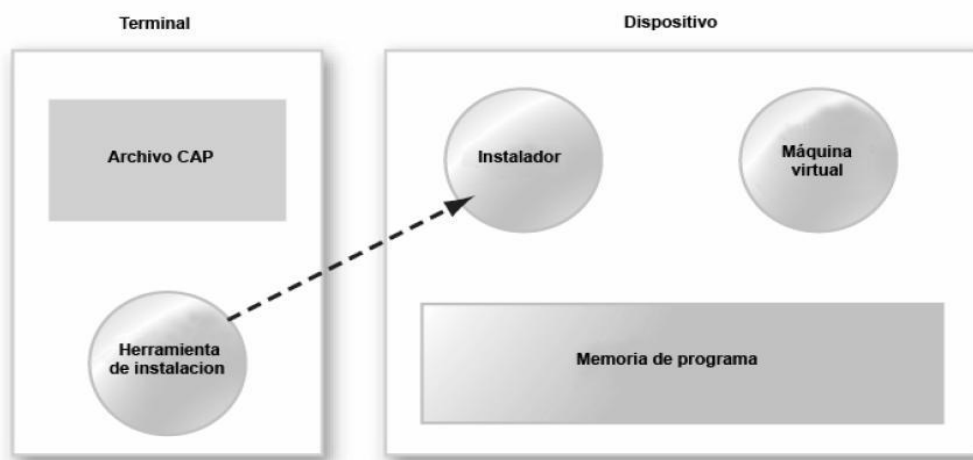 Terminal
Dispositivo
Archivo CAP
Instalador
Máquina
virtual
Herramienta
de instalacion
Memoria de programa